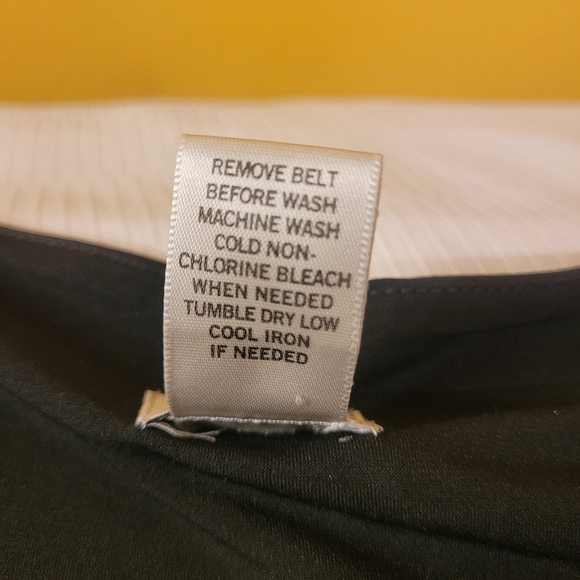 REMOVE BELT
BEFORE WASH
MACHINE WASH
COLD NON-
CHLORINE BLEACH
WHEN NEEDED
TUMBLE DRY LOW
COOL IRON
IF NEEDED